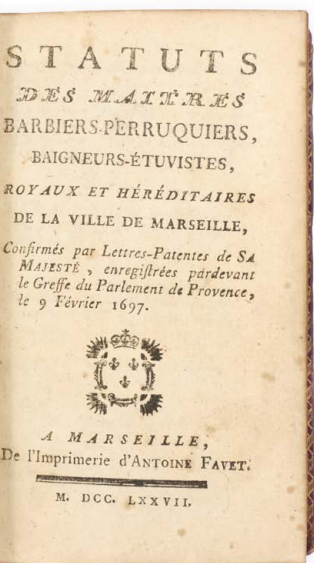 STATUTS
DES MAITRES
BARBIERS-PERRUQUIERS,
BAIGNEURS-ÉTUVISTES,
ROYAUX ET HÉRÉDITAIRES
DE LA VILLE DE MARSEILLE,
Confirmés par Lettres-Patentes de SA
MAJESTÉ, enregiſtrées pardevant
le Greffe du Parlement de Provence,
le 9 Février 1697.
A MARSEILLE,
De l'Imprimerie d'ANTOINE FAVET.
M. DCC. LXXVII.